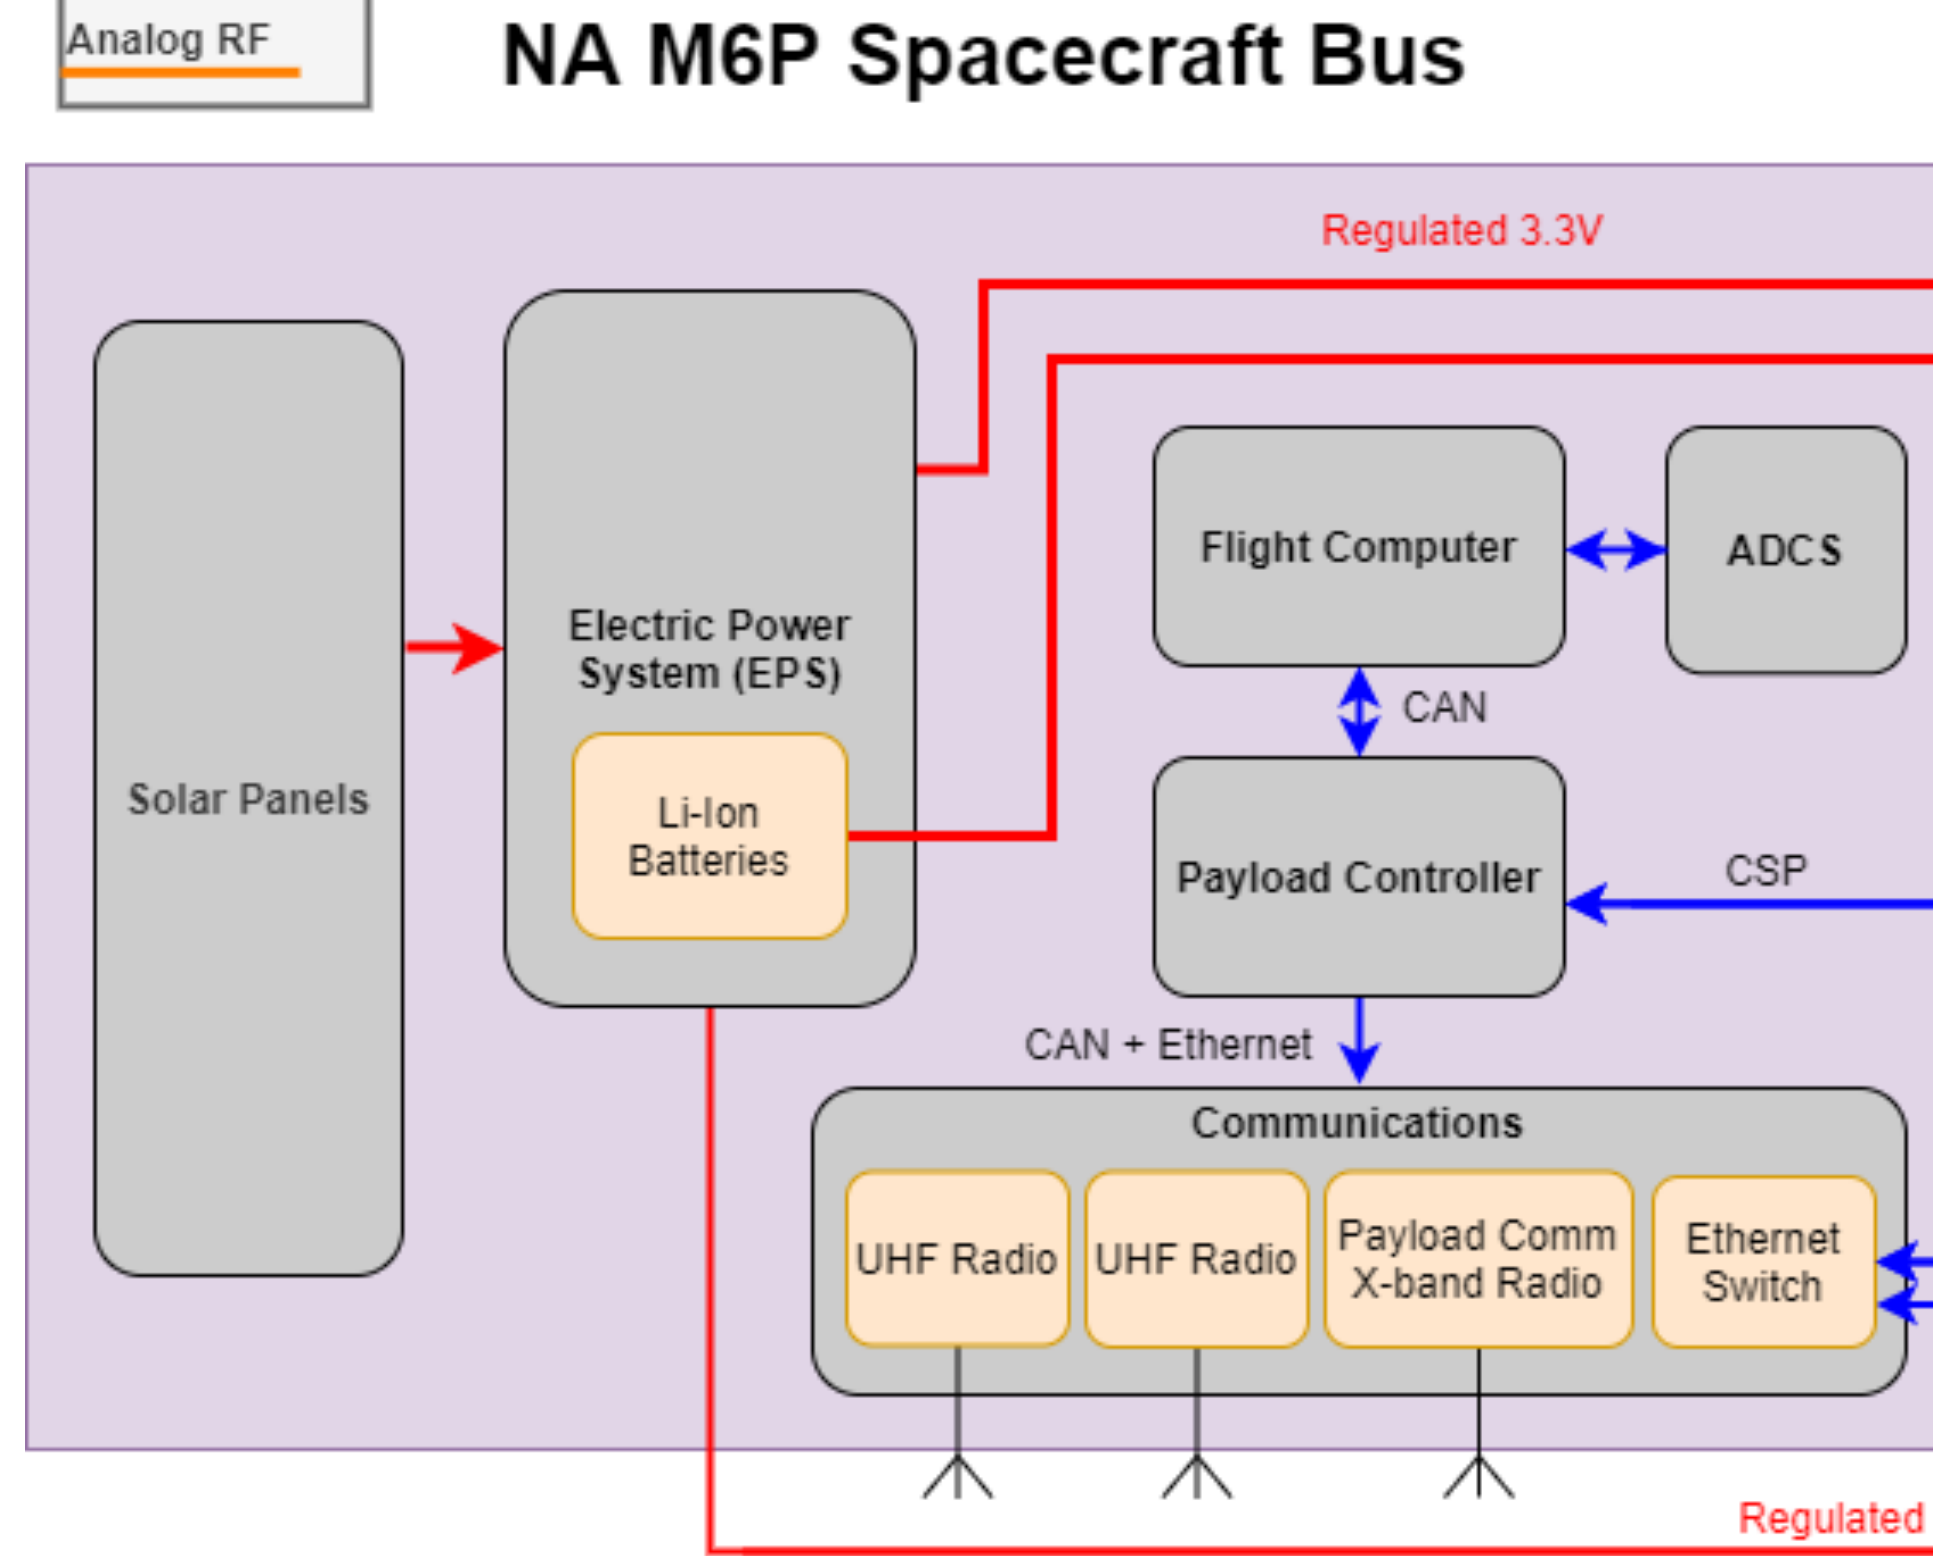 Analog RF
NA M6P Spacecraft Bus
Regulated 3.3V
Flight Computer
ADCS
Electric Power
System (EPS)
CAN
Solar Panels
Li-Ion
Batteries
Payload Controller
CSP
CAN + Ethernet
Communications
UHF Radio
UHF Radio
Payload Comm
X-band Radio
Ethernet
Switch
Regulated